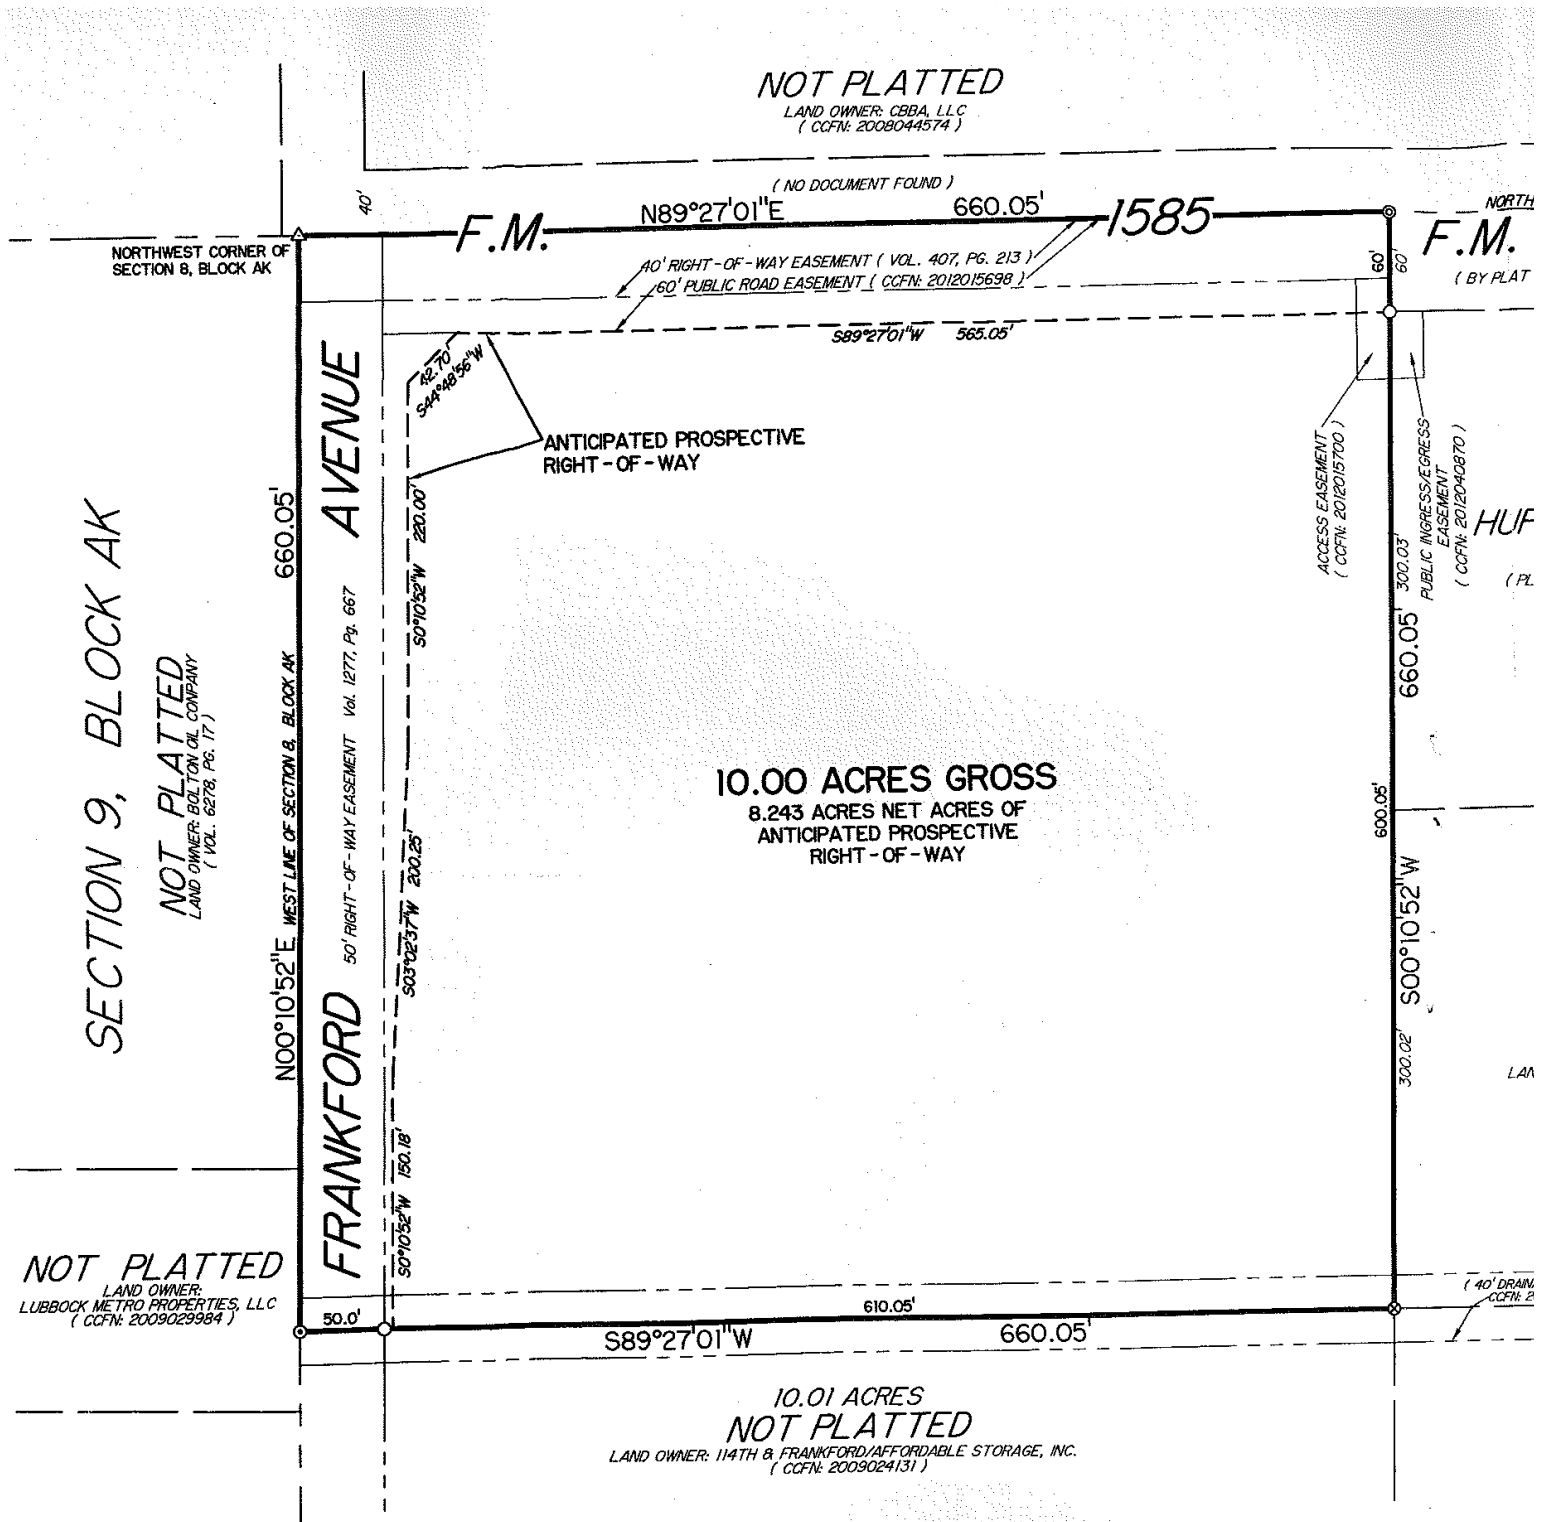 NOT PLATTED
LAND OWNER: CBBA, LLC
( CCFN: 2008044574 )
40'
( NO DOCUMENT FOUND )
N89°27'01"E 660.05'
F.M. 1585
NORTH
F.M.
( BY PLAT
NORTHWEST CORNER OF
SECTION 8, BLOCK AK
40' RIGHT-OF-WAY EASEMENT ( VOL. 407, PG. 213 )
60' PUBLIC ROAD EASEMENT ( CCFN: 2012015698 )
60'
60'
S89°27'01"W 565.05'
42.70'
S44°48'56"W
ANTICIPATED PROSPECTIVE
RIGHT-OF-WAY
ACCESS EASEMENT
( CCFN: 2012015700 )
PUBLIC INGRESS/EGRESS
EASEMENT
( CCFN: 2012040870 )
HUF
( PL
SECTION 9, BLOCK AK
NOT PLATTED
LAND OWNER: BOLTON OIL CONPANY
( VOL. 6278, PG. 17 )
N00°10'52"E 660.05'
WEST LINE OF SECTION 8, BLOCK AK
FRANKFORD AVENUE
50' RIGHT-OF-WAY EASEMENT Vol. 1277, Pg. 667
S0°10'52"W 220.00'
S03°02'37"W 200.25'
S0°10'52"W 150.18'
10.00 ACRES GROSS
8.243 ACRES NET ACRES OF
ANTICIPATED PROSPECTIVE
RIGHT-OF-WAY
300.03'
600.05'
S00°10'52"W 660.05'
300.02'
LAN
NOT PLATTED
LAND OWNER:
LUBBOCK METRO PROPERTIES, LLC
( CCFN: 2009029984 )
50.0'
610.05'
S89°27'01"W 660.05'
( 40' DRAIN
CCFN: 2
10.01 ACRES
NOT PLATTED
LAND OWNER: 114TH & FRANKFORD/AFFORDABLE STORAGE, INC.
( CCFN: 2009024131 )